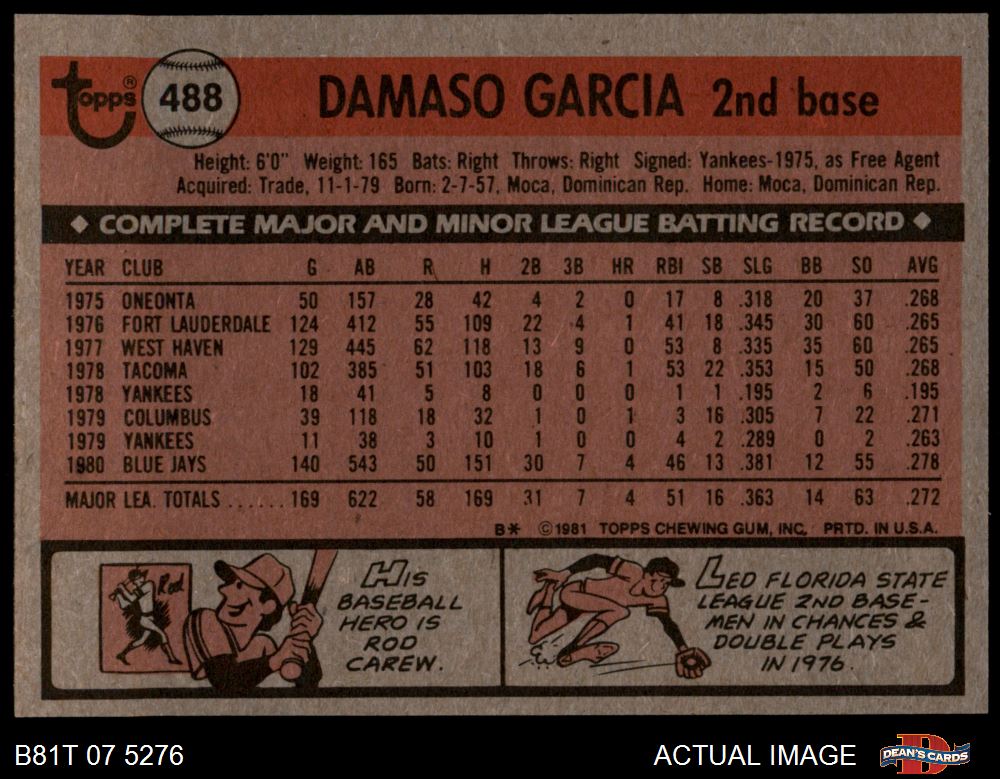 Topps® 488 DAMASO GARCIA 2nd base
Height: 6'0" Weight: 165 Bats: Right Throws: Right Signed: Yankees-1975, as Free Agent
Acquired: Trade, 11-1-79 Born: 2-7-57, Moca, Dominican Rep. Home: Moca, Dominican Rep.
◆ COMPLETE MAJOR AND MINOR LEAGUE BATTING RECORD ◆
YEAR CLUB G AB R H 2B 3B HR RBI SB SLG BB SO AVG
1975 ONEONTA 50 157 28 42 4 2 0 17 8 .318 20 37 .268
1976 FORT LAUDERDALE 124 412 55 109 22 4 1 41 18 .345 30 60 .265
1977 WEST HAVEN 129 445 62 118 13 9 0 53 8 .335 35 60 .265
1978 TACOMA 102 385 51 103 18 6 1 53 22 .353 15 50 .268
1978 YANKEES 18 41 5 8 0 0 0 1 1 .195 2 6 .195
1979 COLUMBUS 39 118 18 32 1 0 1 3 16 .305 7 22 .271
1979 YANKEES 11 38 3 10 1 0 0 4 2 .289 0 2 .263
1980 BLUE JAYS 140 543 50 151 30 7 4 46 13 .381 12 55 .278
MAJOR LEA. TOTALS ...... 169 622 58 169 31 7 4 51 16 .363 14 63 .272
B* ©1981 TOPPS CHEWING GUM, INC. PRTD. IN U.S.A.
Rod
HIS
BASEBALL
HERO IS
ROD
CAREW.
LED FLORIDA STATE
LEAGUE 2ND BASE-
MEN IN CHANCES &
DOUBLE PLAYS
IN 1976.
B81T 07 5276 ACTUAL IMAGE DEAN'S CARDS